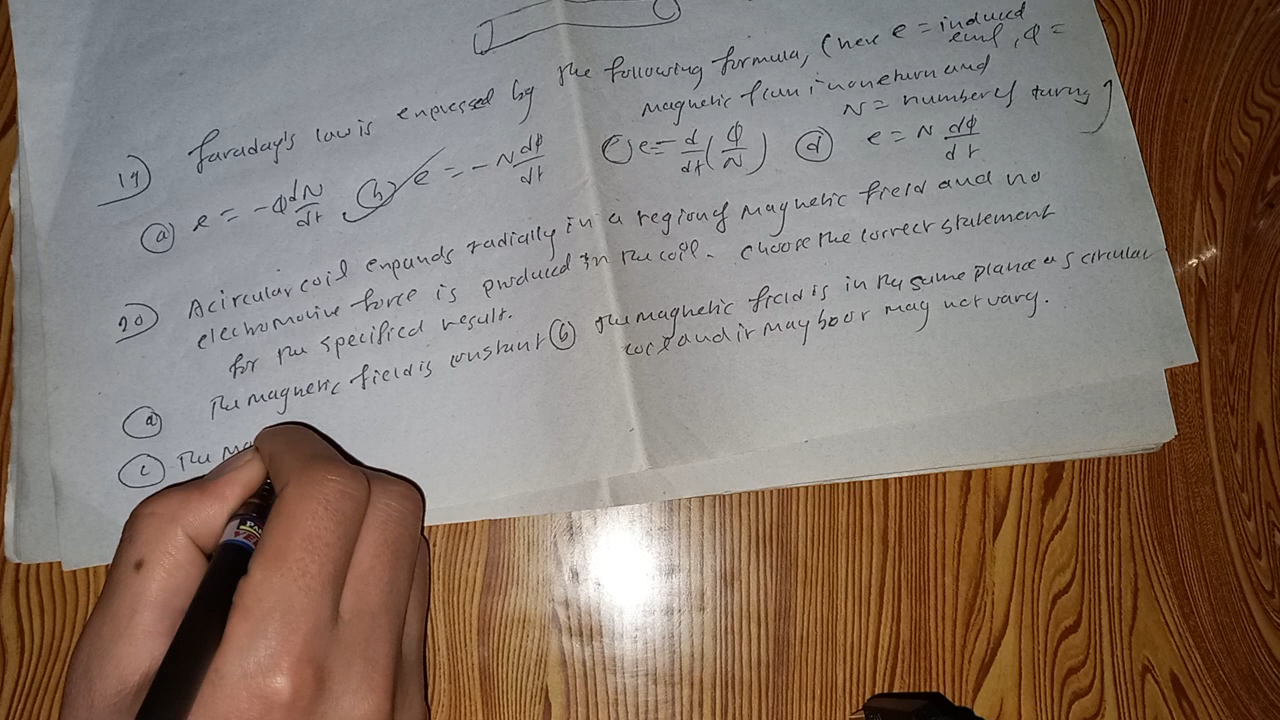 19) Faraday's law is expressed by the following formula, (here e = induced
emf, φ =
magnetic flux in one turn and
N = number of turns)
(a) e = -φ dN/dt (b) e = -N dφ/dt (c) e = d/dt (φ/N) (d) e = N dφ/dt
20) A circular coil expands radially in a region of magnetic field and no
electromotive force is produced in the coil. choose the correct statement
for the specified result.
(a) The magnetic field is constant (b) The magnetic field is in the same plane as circular
coil and it may be or may not vary.
(c) The ma
PA
VE